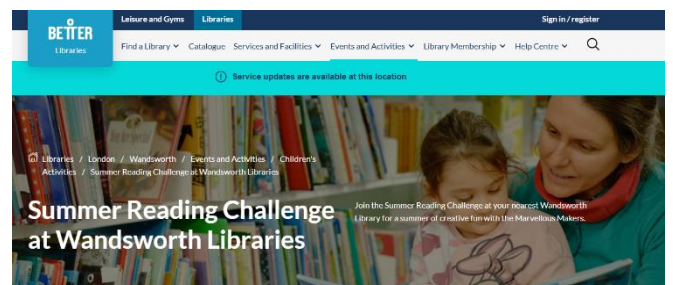 Leisure and Gyms Libraries Sign in / register
BETTER
Libraries
Find a Library Catalogue Services and Facilities Events and Activities Library Membership Help Centre
Service updates are available at this location
Libraries / London / Wandsworth / Events and Activities / Children's
Activities / Summer Reading Challenge at Wandsworth Libraries
Summer Reading Challenge
at Wandsworth Libraries
Join the Summer Reading Challenge at your nearest Wandsworth
Library for a summer of creative fun with the Marvellous Makers.